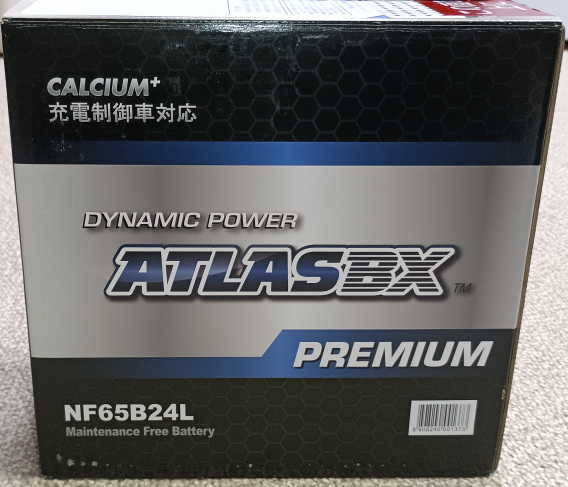 CALCIUM+
充電制御車対応
DYNAMIC POWER
ATLASBX TM
PREMIUM
NF65B24L
Maintenance Free Battery